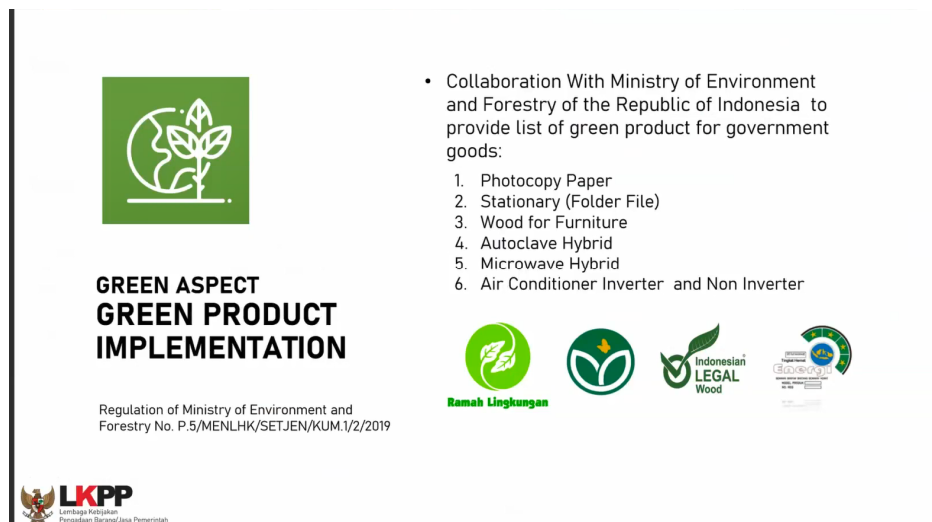 GREEN ASPECT
GREEN PRODUCT
IMPLEMENTATION
Regulation of Ministry of Environment and
Forestry No. P.5/MENLHK/SETJEN/KUM.1/2/2019
• Collaboration With Ministry of Environment
and Forestry of the Republic of Indonesia to
provide list of green product for government
goods:
1. Photocopy Paper
2. Stationary (Folder File)
3. Wood for Furniture
4. Autoclave Hybrid
5. Microwave Hybrid
6. Air Conditioner Inverter and Non Inverter
Ramah Lingkungan
Indonesian
LEGAL
Wood
Tingkat Hemat
Energi
LKPP
Lembaga Kebijakan
Pengadaan Barang/Jasa Pemerintah